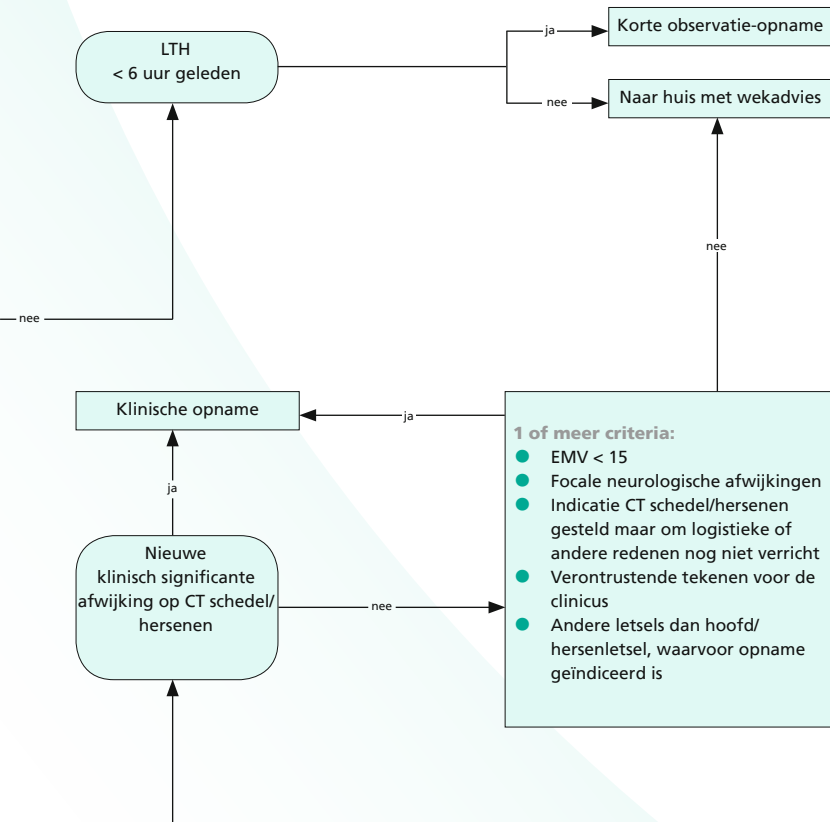 LTH
< 6 uur geleden
ja
Korte observatie-opname
nee
Naar huis met wekadvies
nee
nee
Klinische opname
ja
1 of meer criteria:
● EMV < 15
● Focale neurologische afwijkingen
● Indicatie CT schedel/hersenen
gesteld maar om logistieke of
andere redenen nog niet verricht
● Verontrustende tekenen voor de
clinicus
● Andere letsels dan hoofd/
hersenletsel, waarvoor opname
geïndiceerd is
ja
Nieuwe
klinisch significante
afwijking op CT schedel/
hersenen
nee